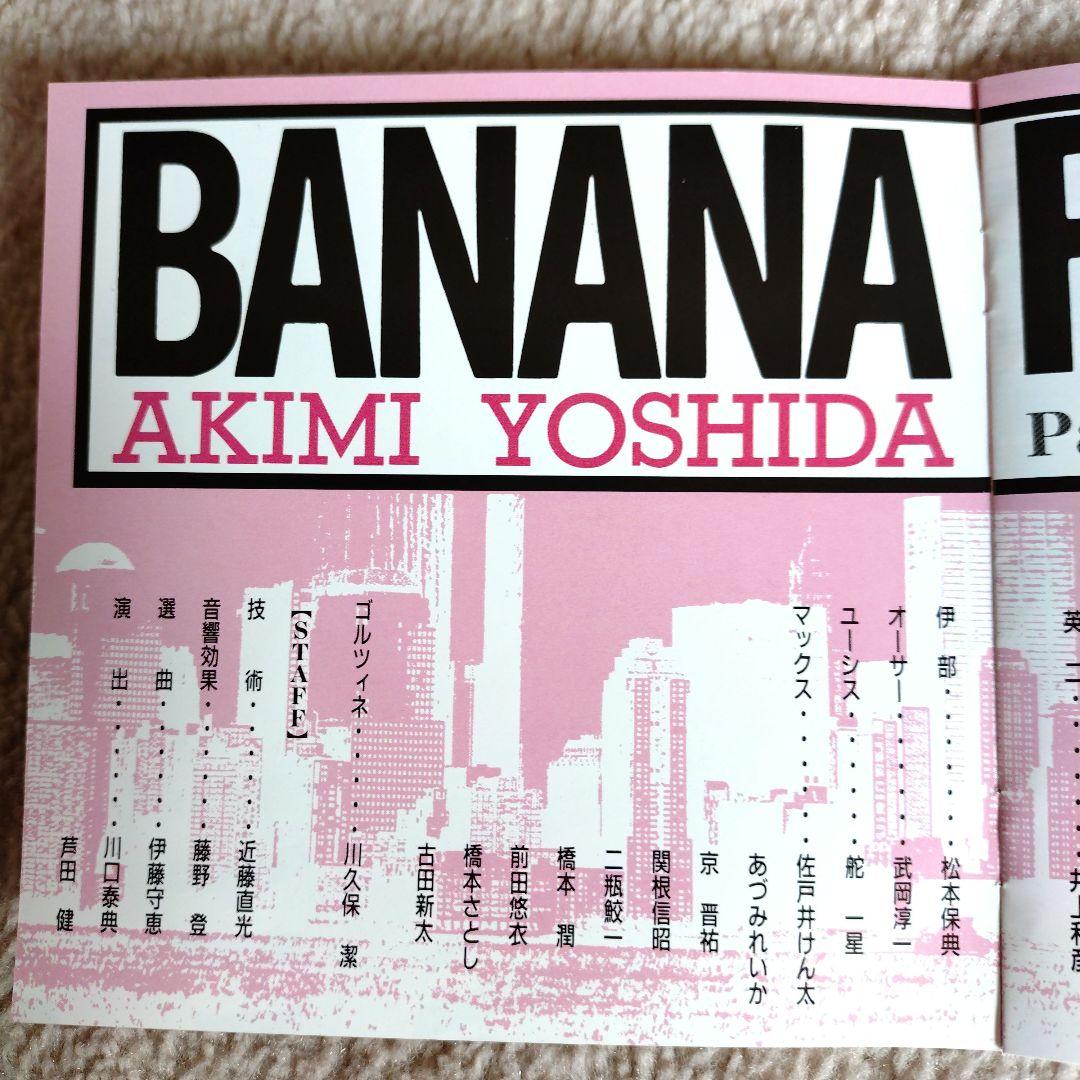 BANANA
AKIMI YOSHIDA
伊部・・・・・・・松本保典
オーサー・・・・・武岡淳一
ユーシス・・・・・舵 一星
マックス・・・・・・佐戸井けん太
あづみれいか
京 晋祐
関根信昭
二瓶鮫一
橋本 潤
前田悠衣
橋本さとし
古田新太
ゴルツィネ・・・・・川久保 潔
【STAFF】
技 術・・・・・・近藤直光
音響効果・・・・・・藤野 登
選 曲・・・・・・伊藤守恵
演 出・・・・・・川口泰典
芦田 健